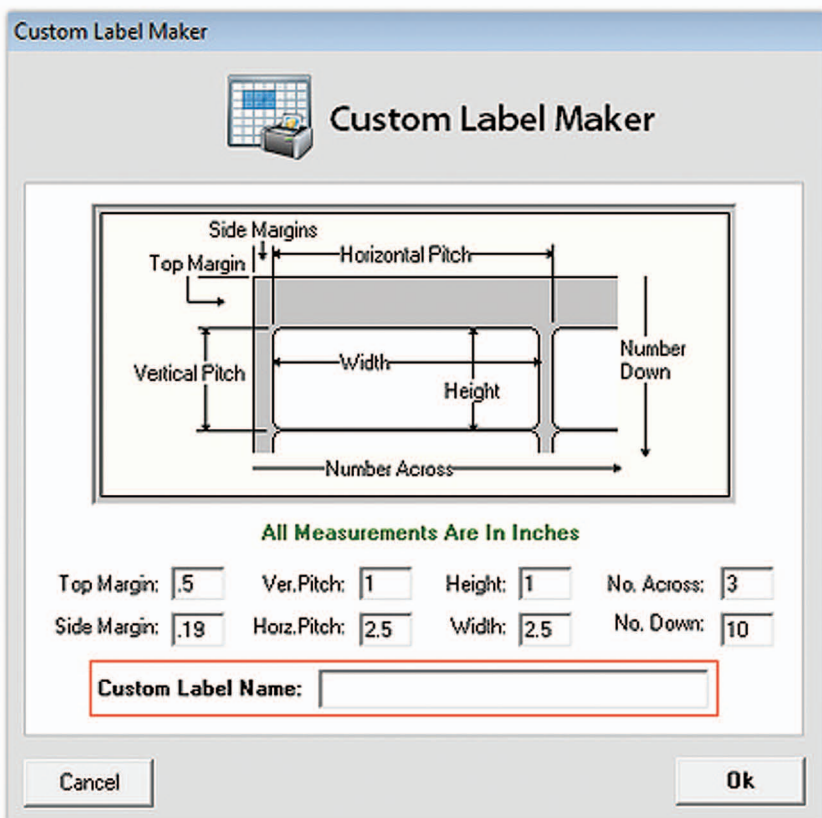 Custom Label Maker
Custom Label Maker
Side Margins
Top Margin
Horizontal Pitch
Vertical Pitch
Width
Height
Number
Down
Number Across
All Measurements Are In Inches
Top Margin: .5 Ver.Pitch: 1 Height: 1 No. Across: 3
Side Margin: .19 Horz.Pitch: 2.5 Width: 2.5 No. Down: 10
Custom Label Name:
Cancel Ok